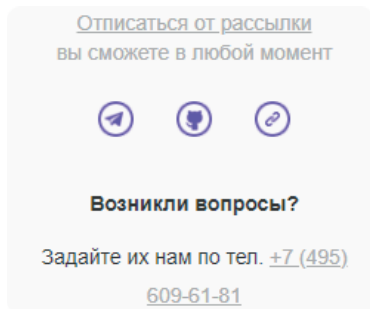 Отписаться от рассылки
вы сможете в любой момент
Возникли вопросы?
Задайте их нам по тел. +7 (495)
609-61-81